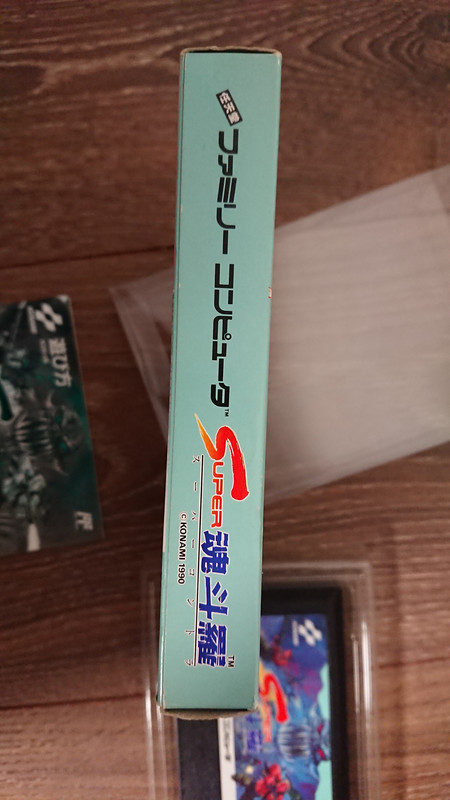 任天堂
ファミリー コンピュータ™
SUPER 魂斗羅™
スーパーコントラ
© KONAMI 1990
遊び方
SUPER